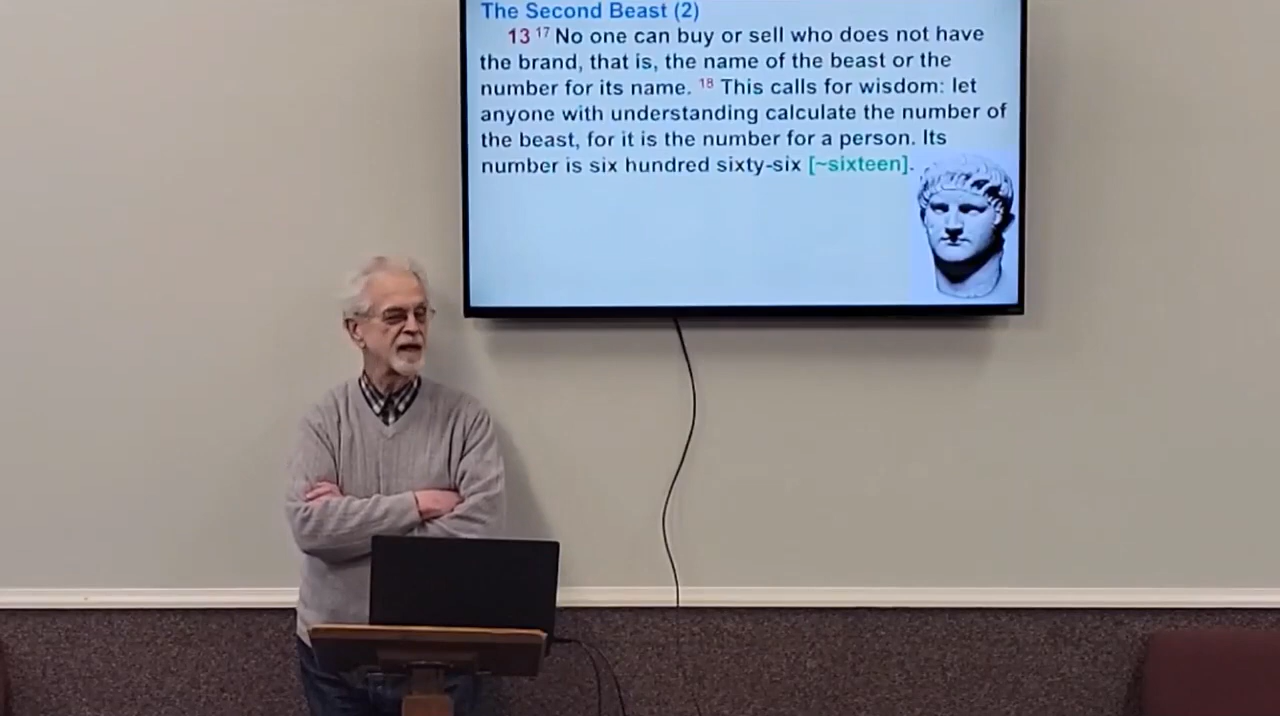 The Second Beast (2)
13 17 No one can buy or sell who does not have
the brand, that is, the name of the beast or the
number for its name. 18 This calls for wisdom: let
anyone with understanding calculate the number of
the beast, for it is the number for a person. Its
number is six hundred sixty-six [~sixteen].